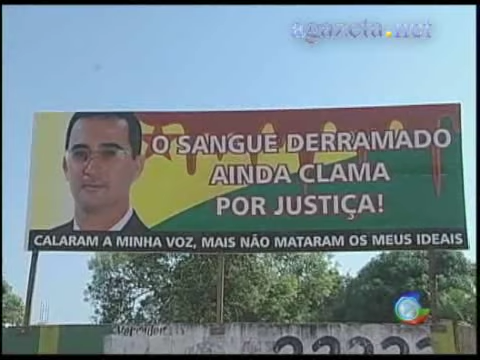 agazeta.net
O SANGUE DERRAMADO
AINDA CLAMA
POR JUSTIÇA!
CALARAM A MINHA VOZ, MAIS NÃO MATARAM OS MEUS IDEAIS